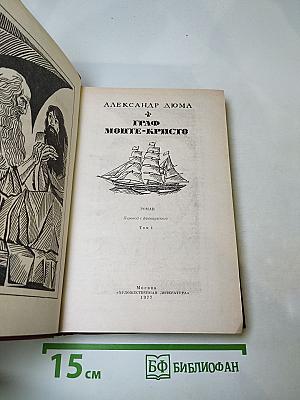 АЛЕКСАНДР ДЮМА
ГРАФ
МОНТЕ-КРИСТО
РОМАН
Перевод с французского
Том 1
Москва
«ХУДОЖЕСТВЕННАЯ ЛИТЕРАТУРА»
1977
15 см
БФ БИБЛИОФАН